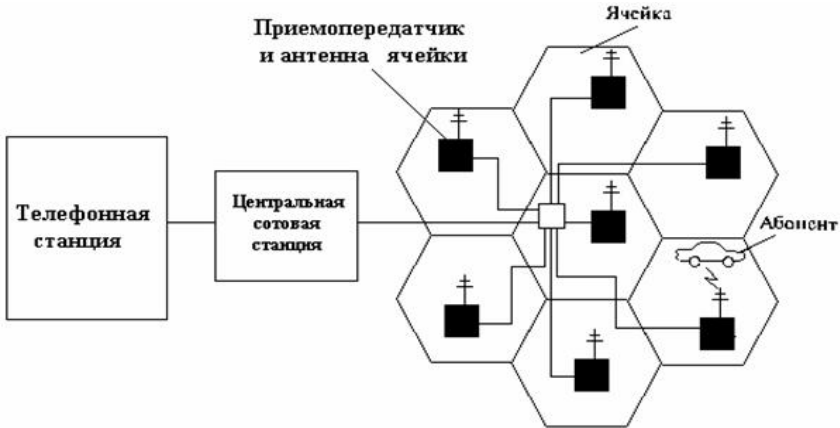 Приемопередатчик
и антенна ячейки
Ячейка
Телефонная
станция
Центральная
сотовая
станция
Абонент